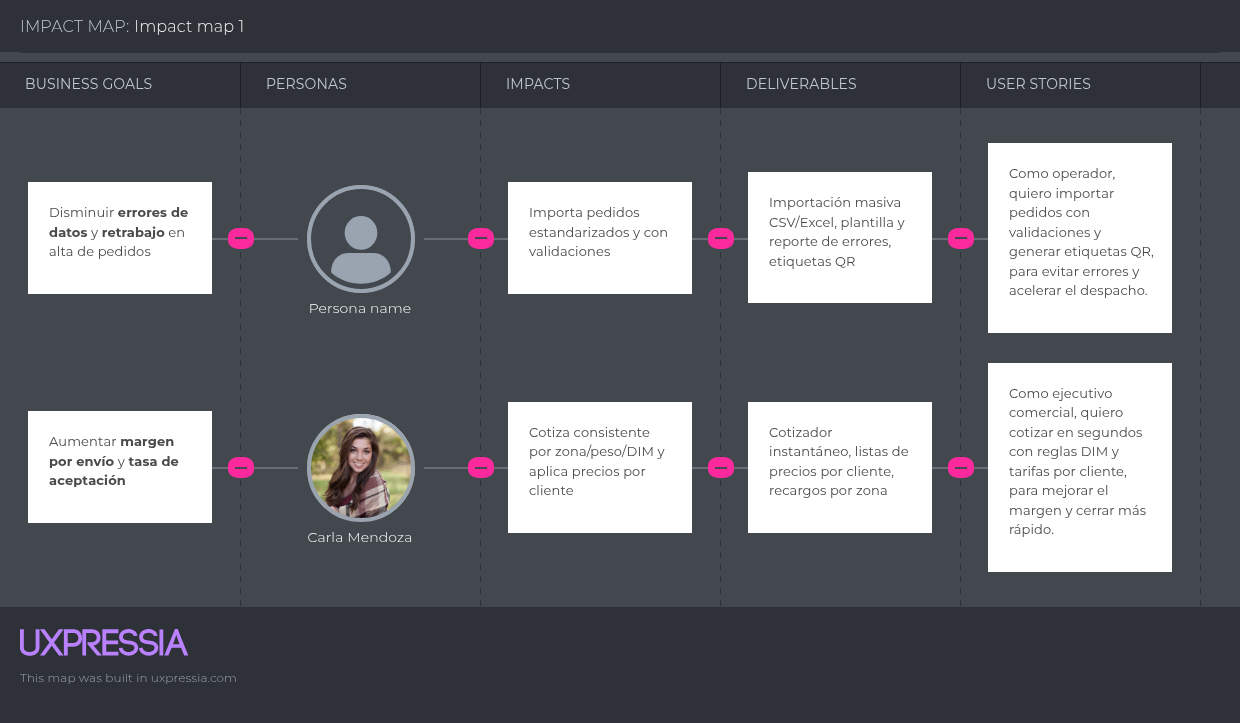 IMPACT MAP: Impact map 1
BUSINESS GOALS
PERSONAS
IMPACTS
DELIVERABLES
USER STORIES
Disminuir errores de
datos y retrabajo en
alta de pedidos
Persona name
Importa pedidos
estandarizados y con
validaciones
Importación masiva
CSV/Excel, plantilla y
reporte de errores,
etiquetas QR
Como operador,
quiero importar
pedidos con
validaciones y
generar etiquetas QR,
para evitar errores y
acelerar el despacho.
Aumentar margen
por envío y tasa de
aceptación
Carla Mendoza
Cotiza consistente
por zona/peso/DIM y
aplica precios por
cliente
Cotizador
instantáneo, listas de
precios por cliente,
recargos por zona
Como ejecutivo
comercial, quiero
cotizar en segundos
con reglas DIM y
tarifas por cliente,
para mejorar el
margen y cerrar más
rápido.
UXPRESSIA
This map was built in uxpressia.com